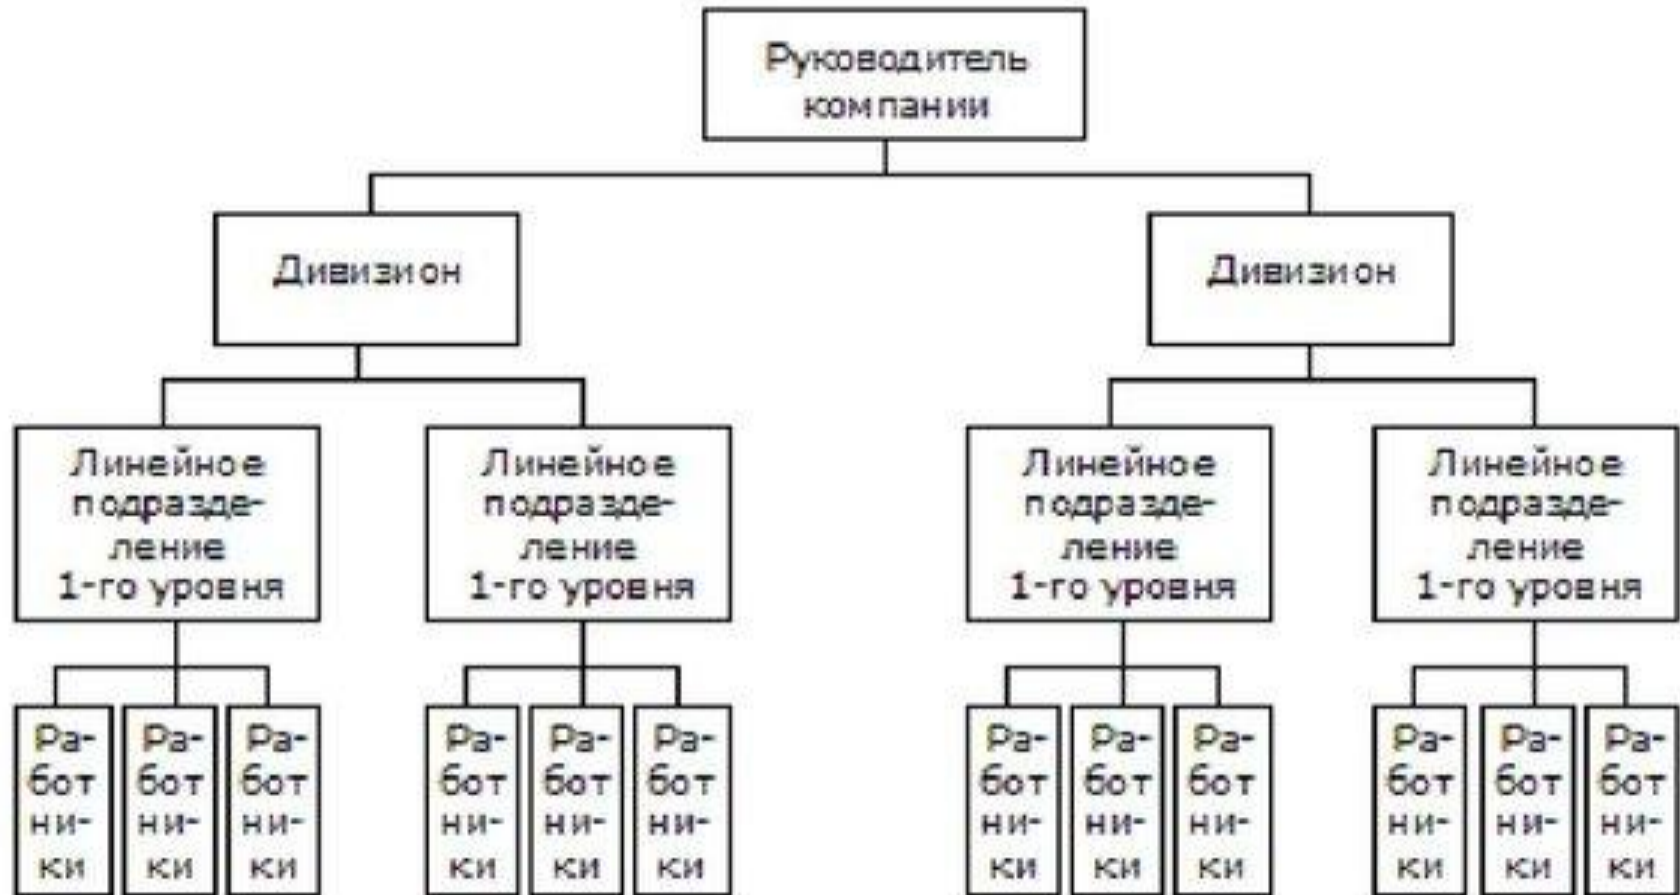 Руководитель
компании
Дивизион
Дивизион
Линейное
подразде-
ление
1-го уровня
Линейное
подразде-
ление
1-го уровня
Линейное
подразде-
ление
1-го уровня
Линейное
подразде-
ление
1-го уровня
Ра-
бот
ни-
ки
Ра-
бот
ни-
ки
Ра-
бот
ни-
ки
Ра-
бот
ни-
ки
Ра-
бот
ни-
ки
Ра-
бот
ни-
ки
Ра-
бот
ни-
ки
Ра-
бот
ни-
ки
Ра-
бот
ни-
ки
Ра-
бот
ни-
ки
Ра-
бот
ни-
ки
Ра-
бот
ни-
ки